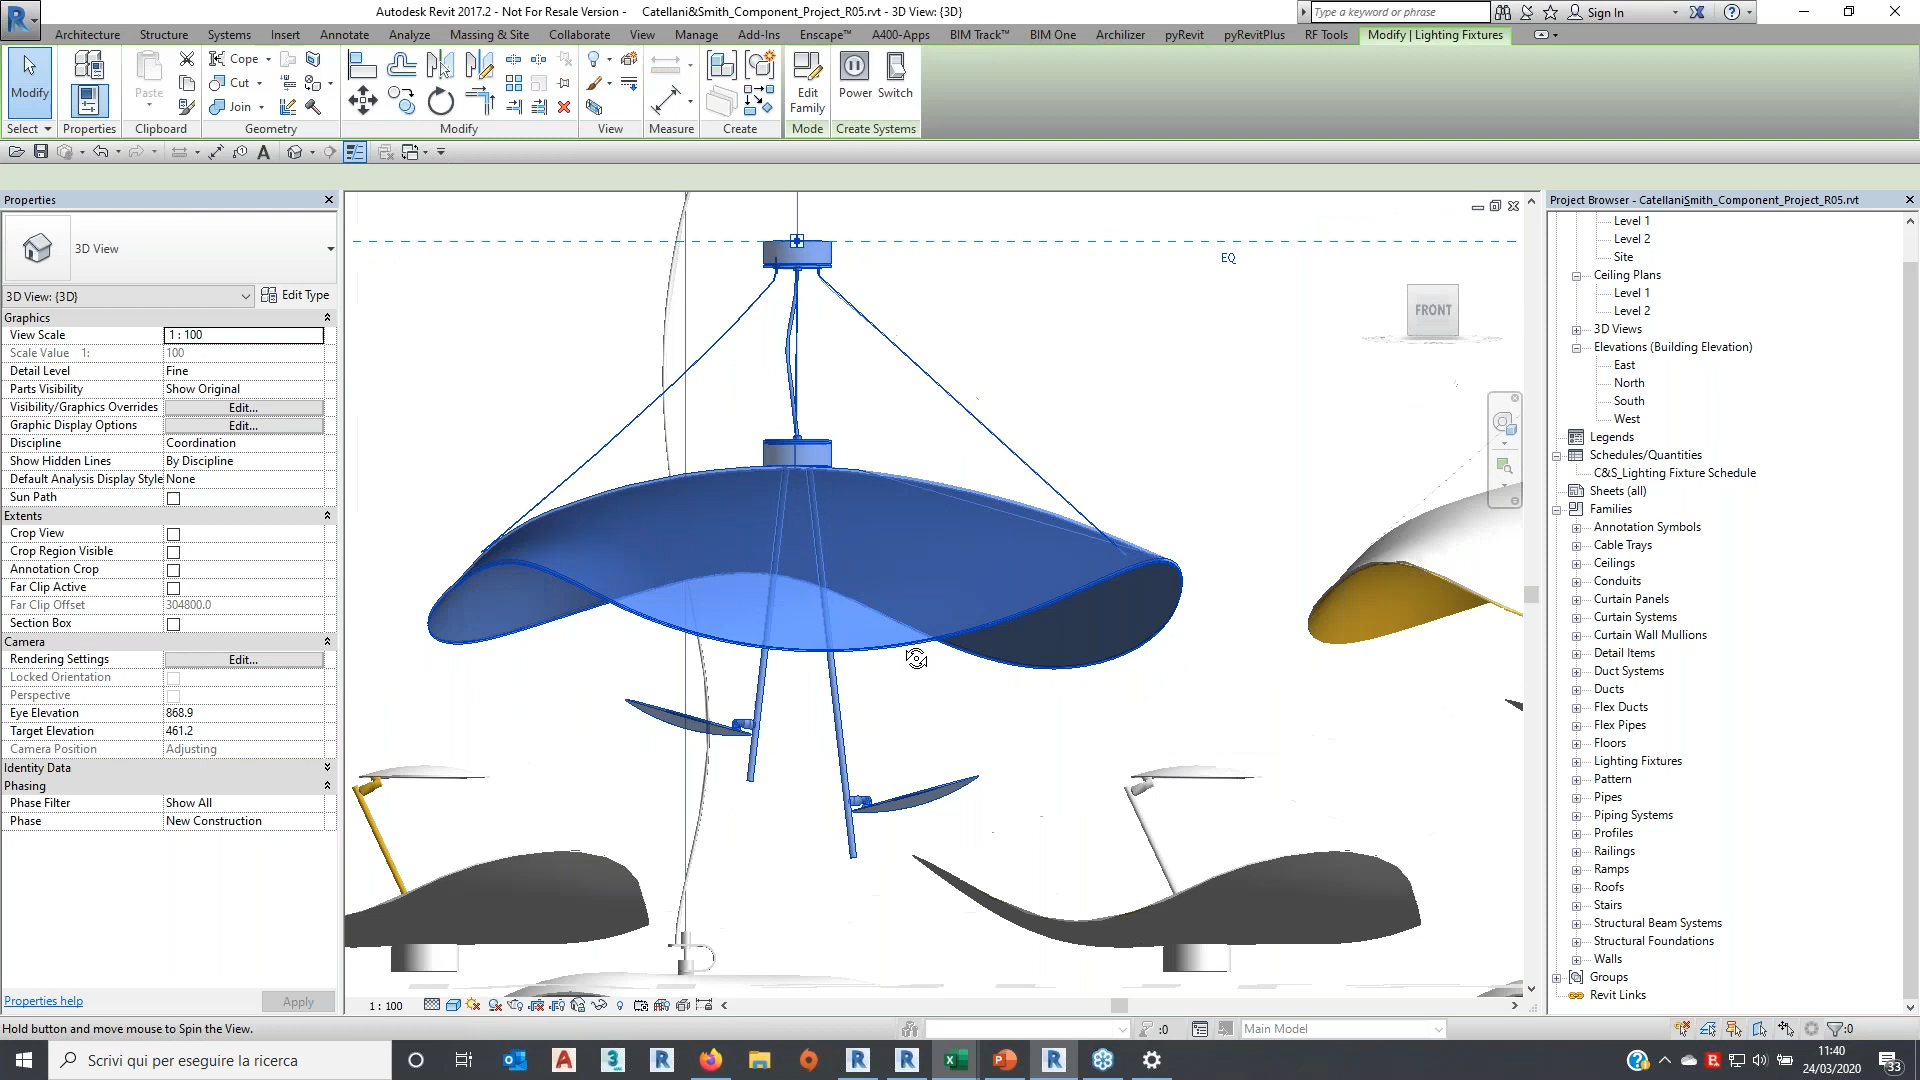 Autodesk Revit 2017.2 - Not For Resale Version - Catellani&Smith_Component_Project_R05.rvt - 3D View: {3D}
Type a keyword or phrase
Sign In
Architecture Structure Systems Insert Annotate Analyze Massing & Site Collaborate View Manage Add-Ins Enscape™ A400-Apps BIM Track™ BIM One Archilizer pyRevit pyRevitPlus RF Tools Modify | Lighting Fixtures
Modify
Paste
Cope
Cut
Join
Edit Family
Power
Switch
Select Properties Clipboard Geometry Modify View Measure Create Mode Create Systems
Properties
3D View
3D View: {3D}
Edit Type
Graphics
View Scale 1 : 100
Scale Value 1: 100
Detail Level Fine
Parts Visibility Show Original
Visibility/Graphics Overrides Edit...
Graphic Display Options Edit...
Discipline Coordination
Show Hidden Lines By Discipline
Default Analysis Display Style None
Sun Path
Extents
Crop View
Crop Region Visible
Annotation Crop
Far Clip Active
Far Clip Offset 304800.0
Section Box
Camera
Rendering Settings Edit...
Locked Orientation
Perspective
Eye Elevation 868.9
Target Elevation 461.2
Camera Position Adjusting
Identity Data
Phasing
Phase Filter Show All
Phase New Construction
Properties help
Apply
EQ
FRONT
1 : 100
Project Browser - CatellaniSmith_Component_Project_R05.rvt
Level 1
Level 2
Site
Ceiling Plans
Level 1
Level 2
3D Views
Elevations (Building Elevation)
East
North
South
West
Legends
Schedules/Quantities
C&S_Lighting Fixture Schedule
Sheets (all)
Families
Annotation Symbols
Cable Trays
Ceilings
Conduits
Curtain Panels
Curtain Systems
Curtain Wall Mullions
Detail Items
Duct Systems
Ducts
Flex Ducts
Flex Pipes
Floors
Lighting Fixtures
Pattern
Pipes
Piping Systems
Profiles
Railings
Ramps
Roofs
Stairs
Structural Beam Systems
Structural Foundations
Walls
Groups
Revit Links
Hold button and move mouse to Spin the View.
:0
Main Model
:0
Scrivi qui per eseguire la ricerca
11:40
24/03/2020
33